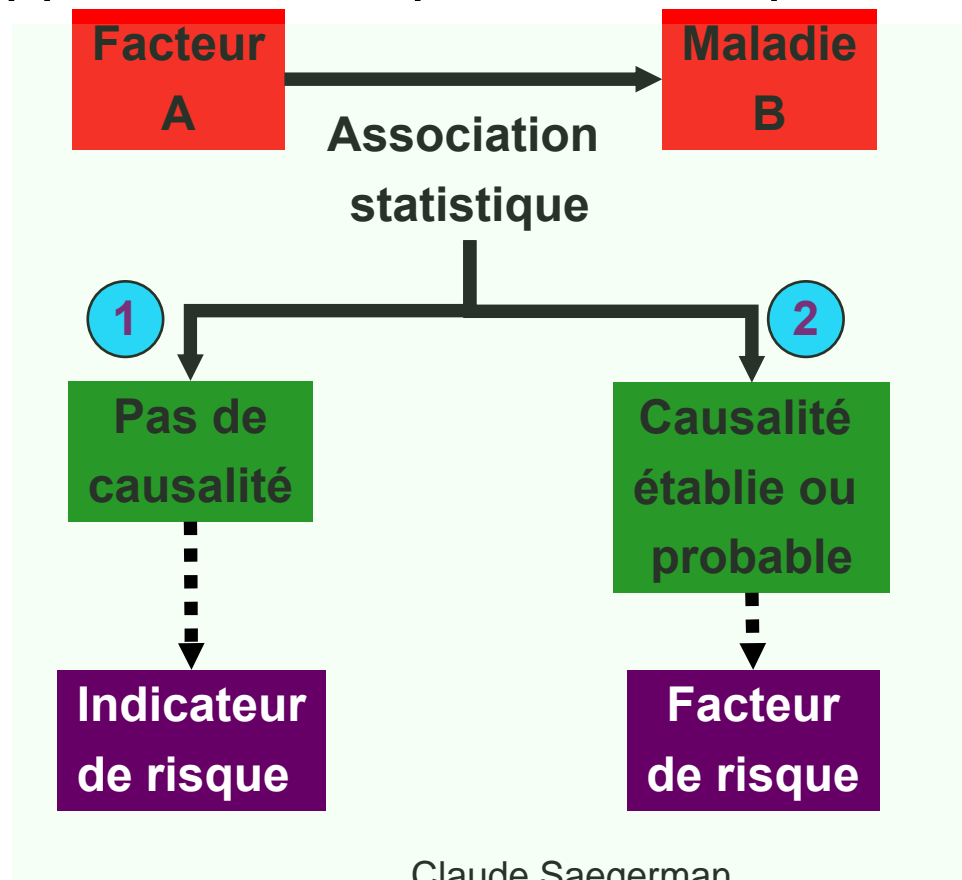 Facteur
A
Maladie
B
Association
statistique
1
2
Pas de
causalité
Causalité
établie ou
probable
Indicateur
de risque
Facteur
de risque
Claude Saegerman